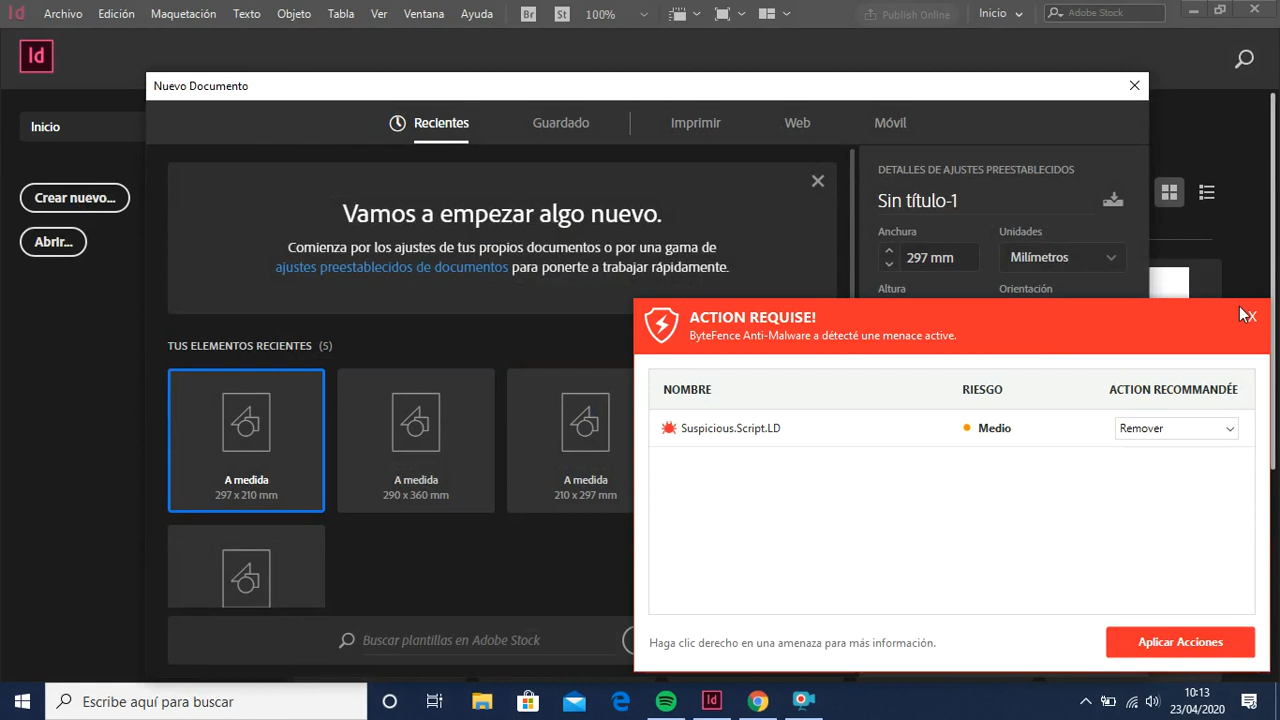 Id Archivo Edición Maquetación Texto Objeto Tabla Ver Ventana Ayuda Br St 100% Publish Online Inicio Adobe Stock
Id
Nuevo Documento
Inicio
Crear nuevo...
Abrir...
Recientes Guardado Imprimir Web Móvil
Vamos a empezar algo nuevo.
Comienza por los ajustes de tus propios documentos o por una gama de
ajustes preestablecidos de documentos para ponerte a trabajar rápidamente.
DETALLES DE AJUSTES PREESTABLECIDOS
Sin título-1
Anchura Unidades
297 mm Milímetros
Altura Orientación
TUS ELEMENTOS RECIENTES (5)
A medida
297 x 210 mm
A medida
290 x 360 mm
A medida
210 x 297 mm
Buscar plantillas en Adobe Stock
ACTION REQUISE!
ByteFence Anti-Malware a détecté une menace active.
X
NOMBRE RIESGO ACTION RECOMMANDÉE
Suspicious.Script.LD Medio Remover
Haga clic derecho en una amenaza para más información.
Aplicar Acciones
Escribe aquí para buscar
Id
10:13
23/04/2020